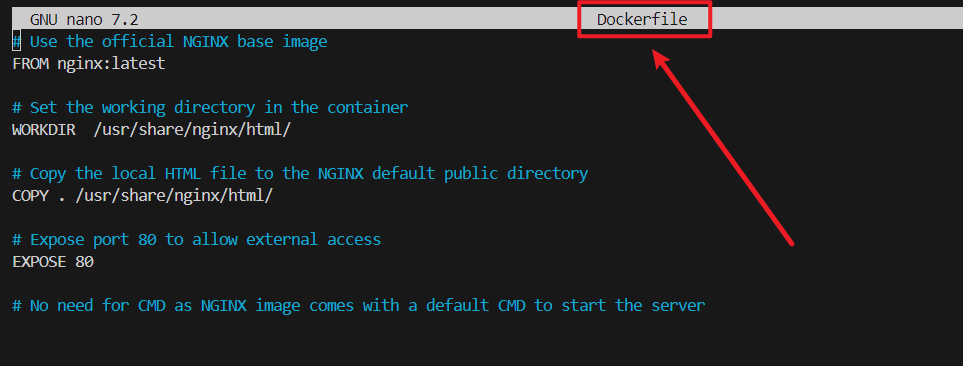 GNU nano 7.2 Dockerfile
# Use the official NGINX base image
FROM nginx:latest
# Set the working directory in the container
WORKDIR  /usr/share/nginx/html/
# Copy the local HTML file to the NGINX default public directory
COPY . /usr/share/nginx/html/
# Expose port 80 to allow external access
EXPOSE 80
# No need for CMD as NGINX image comes with a default CMD to start the server